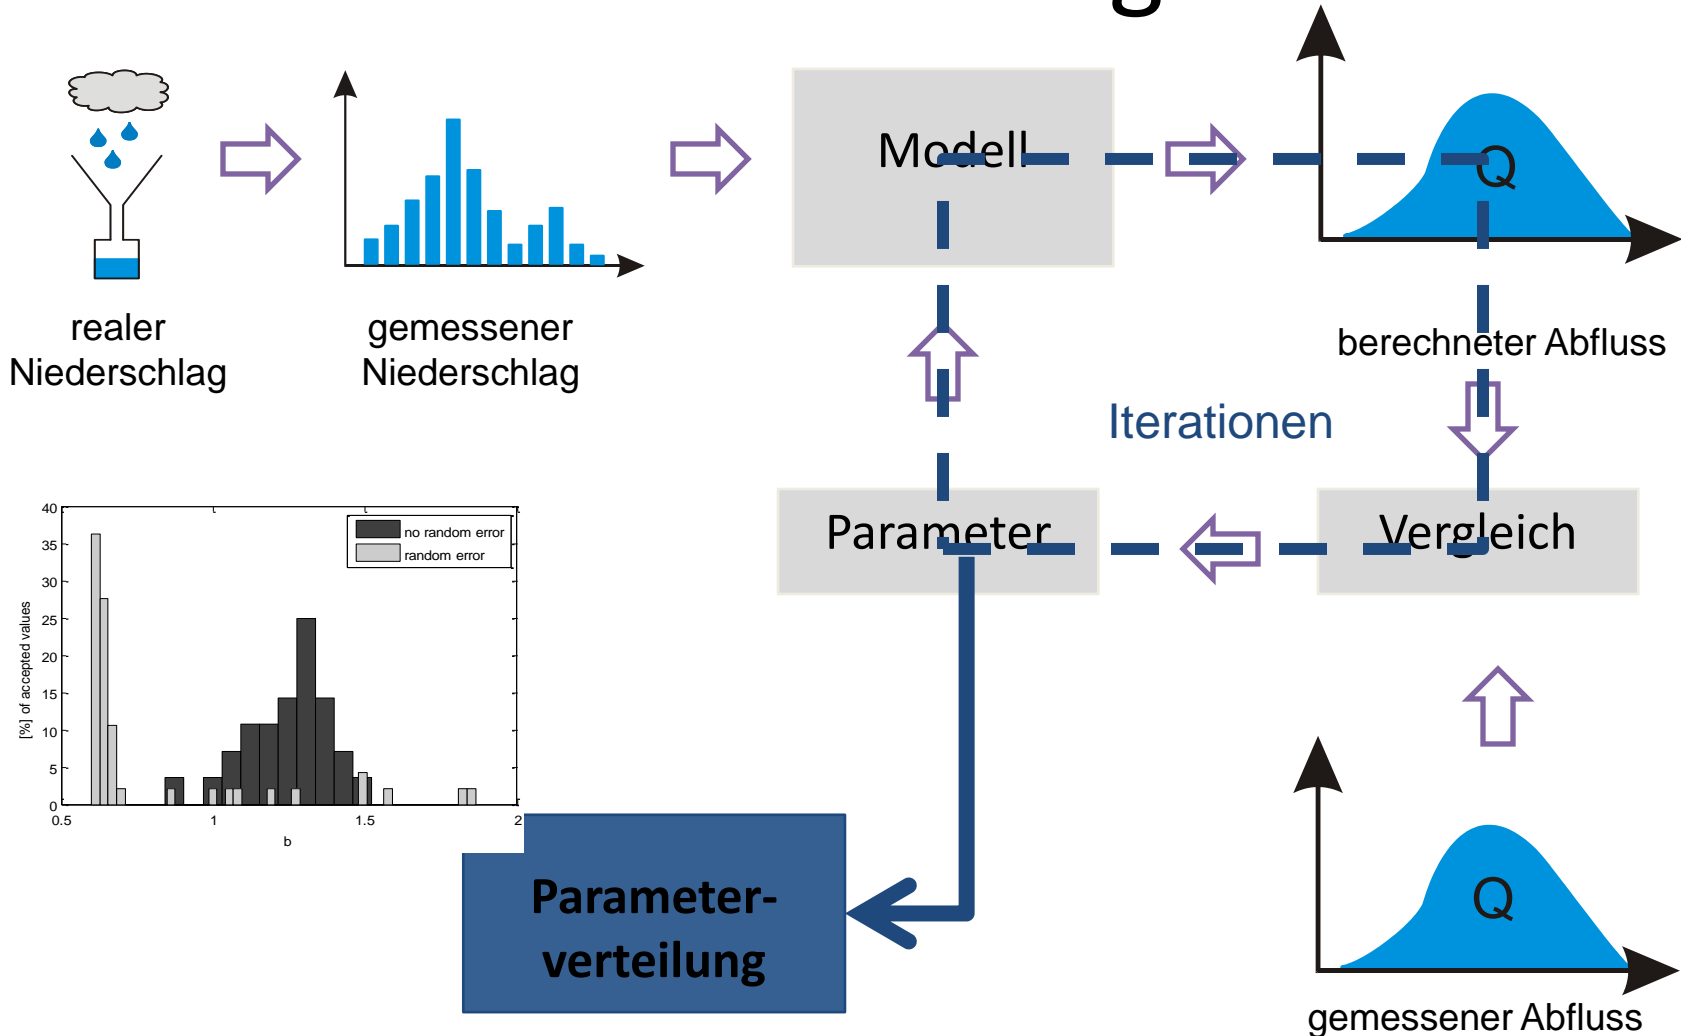 g
Modell
Q
realer
Niederschlag
gemessener
Niederschlag
berechneter Abfluss
Iterationen
Parameter
Vergleich
40
35
30
25
20
15
10
5
0
[%] of accepted values
no random error
random error
0.5
1
1.5
2
b
Parameter-
verteilung
Q
gemessener Abfluss